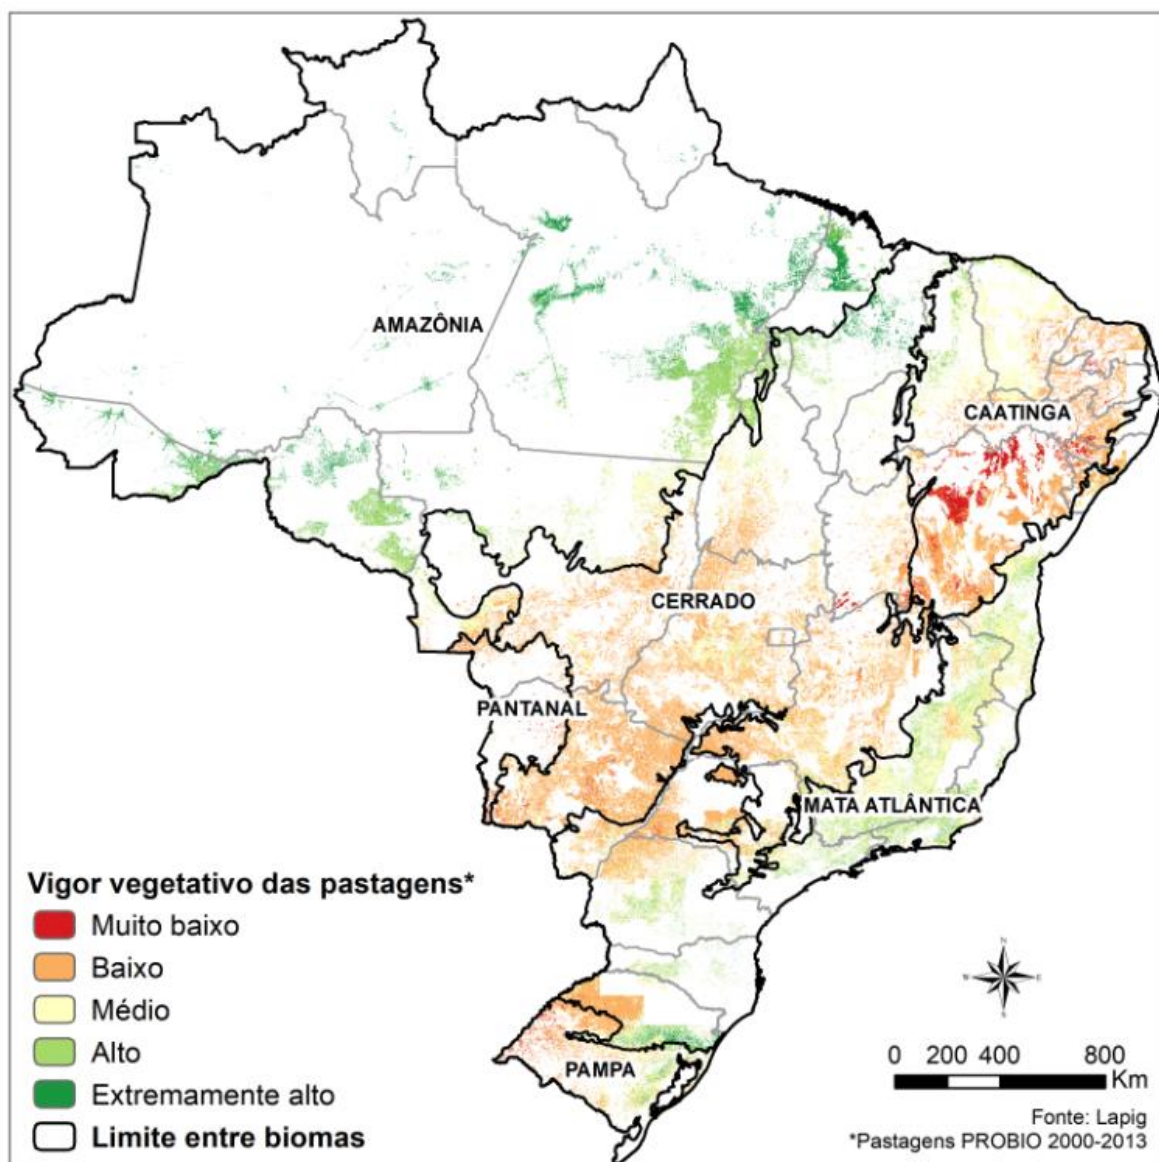 AMAZÔNIA
CAATINGA
CERRADO
PANTANAL
MATA ATLÂNTICA
PAMPA
Vigor vegetativo das pastagens*
Muito baixo
Baixo
Médio
Alto
Extremamente alto
Limite entre biomas
N
W E
S
0 200 400 800
Km
Fonte: Lapig
*Pastagens PROBIO 2000-2013